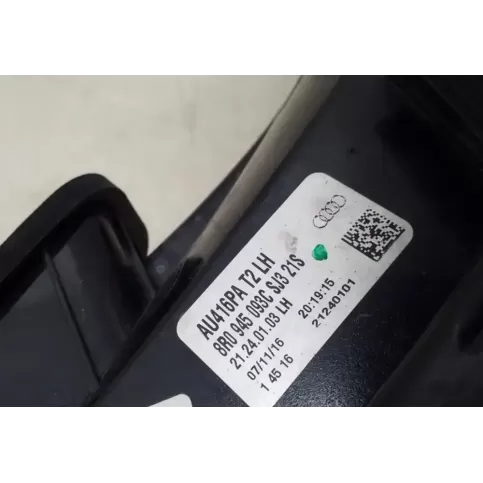 AU416PA T2 LH
8R0 945 093C SJ3 21S
21.24.01.03 LH
07/11/16 20:19:15
1 45 16 21240101